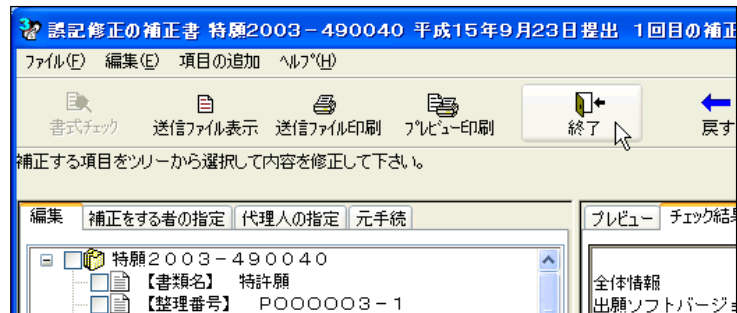 誤記修正の補正書 特願2003-490040 平成15年9月23日提出 1回目の補正
ファイル(F) 編集(E) 項目の追加 ヘルプ(H)
書式チェック 送信ファイル表示 送信ファイル印刷 プレビュー印刷 終了 戻す
補正する項目をツリーから選択して内容を修正して下さい。
編集 補正をする者の指定 代理人の指定 元手続 プレビュー チェック結果
特願2003-490040
【書類名】 特許願
全体情報
【整理番号】 P000003-1
出願ソフトバージョ